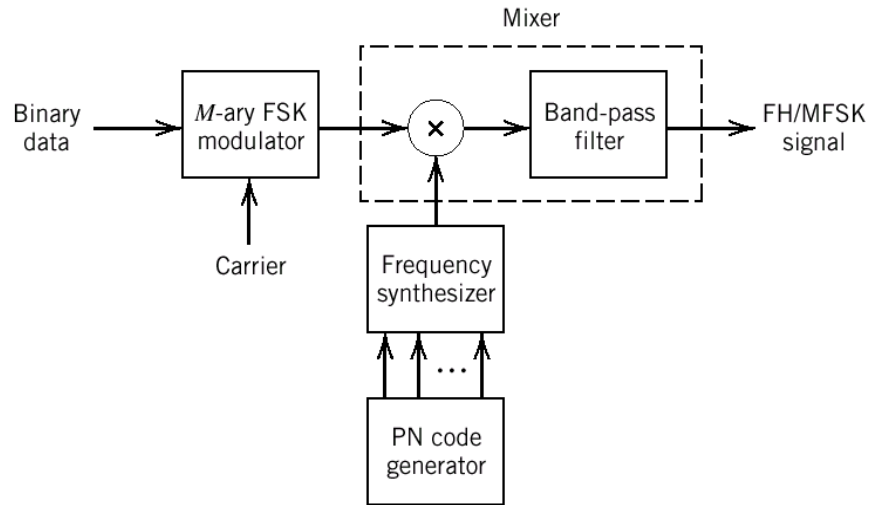 Mixer
Binary
data
M-ary FSK
modulator
×
Band-pass
filter
FH/MFSK
signal
Carrier
Frequency
synthesizer
...
PN code
generator